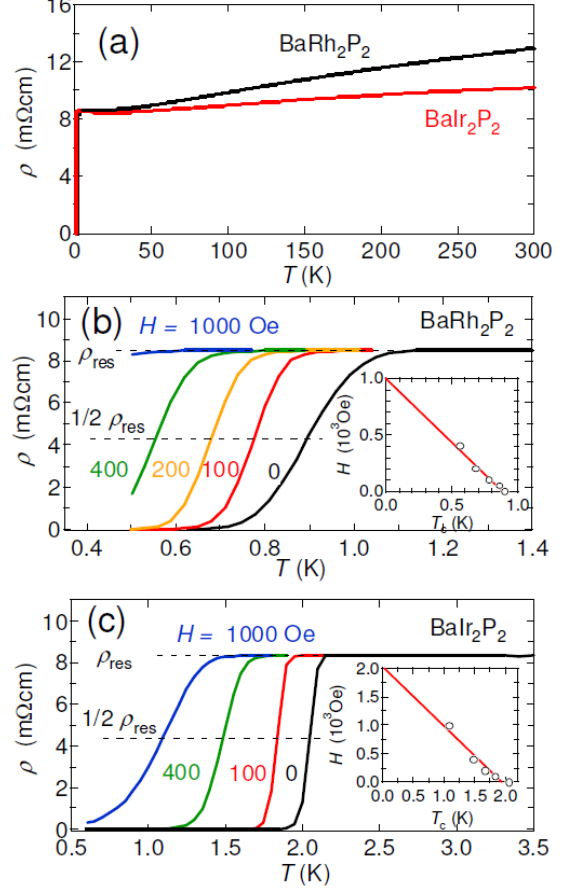 16
(a)
BaRh₂P₂
12
BaIr₂P₂
8
4
0
ρ (mΩcm)
0 50 100 150 200 250 300
T (K)
(b)
H = 1000 Oe
BaRh₂P₂
10
8
6
4
2
0
ρ (mΩcm)
ρres
1/2 ρres
400 200 100 0
0.4 0.6 0.8 1.0 1.2 1.4
T (K)
1.0
0.5
0.0
H (10³Oe)
0.0 0.5 1.0
Tc (K)
(c)
H = 1000 Oe
BaIr₂P₂
10
8
6
4
2
0
ρ (mΩcm)
ρres
1/2 ρres
400 100 0
0.5 1.0 1.5 2.0 2.5 3.0 3.5
T (K)
2.0
1.5
1.0
0.5
0.0
H (10³Oe)
0.0 0.5 1.0 1.5 2.0
Tc (K)